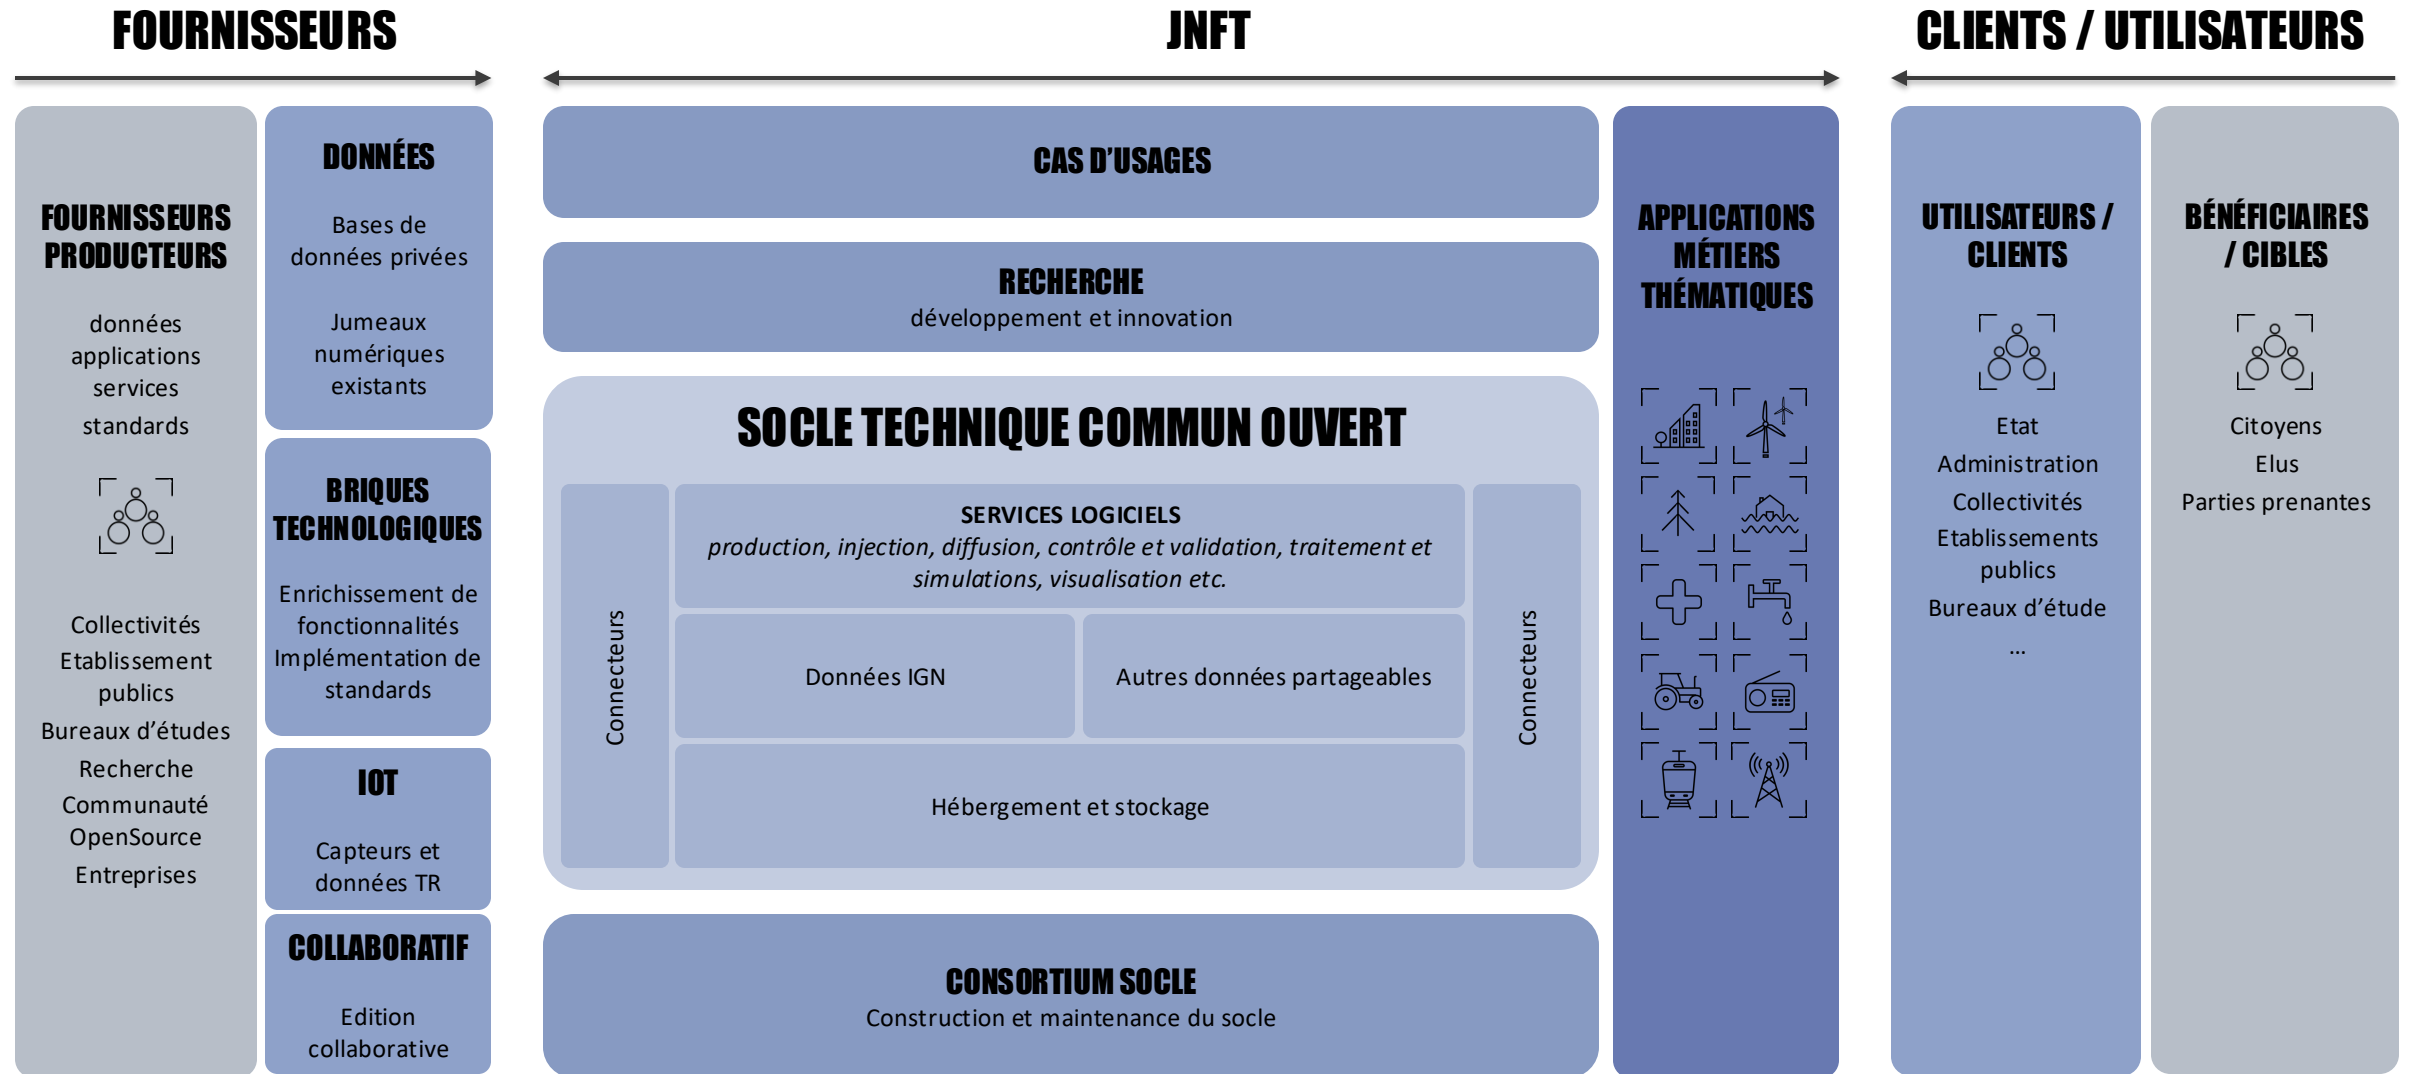 FOURNISSEURS
JNFT
CLIENTS / UTILISATEURS
FOURNISSEURS
PRODUCTEURS
données
applications
services
standards
Collectivités
Etablissement
publics
Bureaux d’études
Recherche
Communauté
OpenSource
Entreprises
DONNÉES
Bases de
données privées
Jumeaux
numériques
existants
BRIQUES
TECHNOLOGIQUES
Enrichissement de
fonctionnalités
Implémentation de
standards
IOT
Capteurs et
données TR
COLLABORATIF
Edition
collaborative
CAS D’USAGES
RECHERCHE
développement et innovation
SOCLE TECHNIQUE COMMUN OUVERT
Connecteurs
SERVICES LOGICIELS
production, injection, diffusion, contrôle et validation, traitement et
simulations, visualisation etc.
Données IGN
Autres données partageables
Hébergement et stockage
Connecteurs
CONSORTIUM SOCLE
Construction et maintenance du socle
APPLICATIONS
MÉTIERS
THÉMATIQUES
UTILISATEURS /
CLIENTS
Etat
Administration
Collectivités
Etablissements
publics
Bureaux d’étude
...
BÉNÉFICIAIRES
/ CIBLES
Citoyens
Elus
Parties prenantes